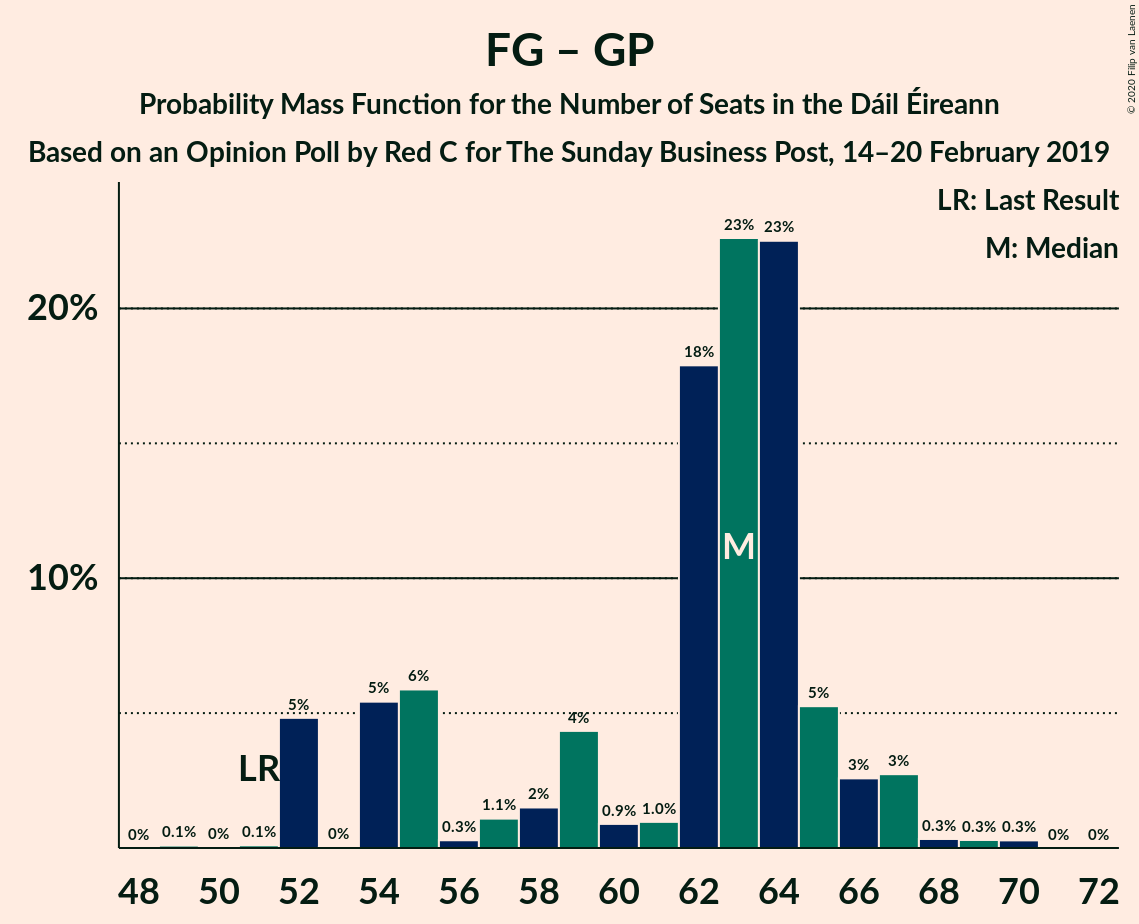 FG – GP
Probability Mass Function for the Number of Seats in the Dáil Éireann
Based on an Opinion Poll by Red C for The Sunday Business Post, 14–20 February 2019
© 2020 Filip van Laenen
LR: Last Result
M: Median
20%
10%
0% 0.1% 0% 0.1% 5% 0% 5% 6% 0.3% 1.1% 2% 4% 0.9% 1.0% 18% 23% 23% 5% 3% 3% 0.3% 0.3% 0.3% 0% 0%
LR
M
48 50 52 54 56 58 60 62 64 66 68 70 72